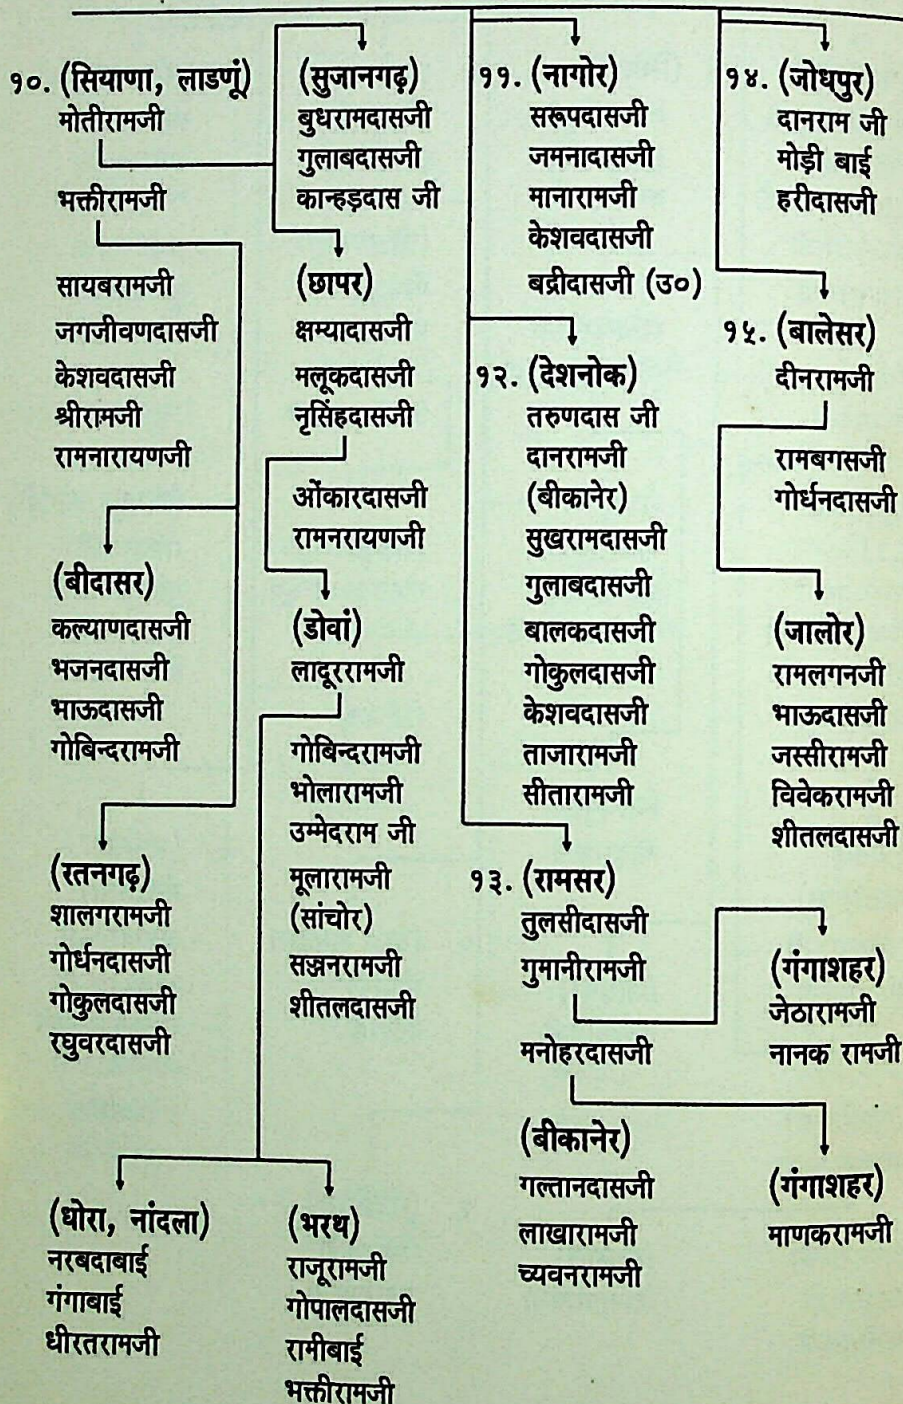 १०. (सियाणा, लाडणूं)
मोतीरामजी
भक्तीरामजी
सायबरामजी
जगजीवणदासजी
केशवदासजी
श्रीरामजी
रामनारायणजी
(बीदासर)
कल्याणदासजी
भजनदासजी
भाऊदासजी
गोबिन्दरामजी
(रतनगढ़)
शालगरामजी
गोर्धनदासजी
गोकुलदासजी
रघुवरदासजी
(धोरा, नांदला)
नरबदाबाई
गंगाबाई
धीरतरामजी
(सुजानगढ़)
बुधरामदासजी
गुलाबदासजी
कान्हड़दास जी
(छापर)
क्षम्यादासजी
मलूकदासजी
नृसिंहदासजी
ओंकारदासजी
रामनरायणजी
(डोवां)
लादूररामजी
गोबिन्दरामजी
भोलारामजी
उम्मेदराम जी
मूलारामजी
(सांचोर)
सज्जनरामजी
शीतलदासजी
(भरथ)
राजूरामजी
गोपालदासजी
रामीबाई
भक्तीरामजी
११. (नागोर)
सरूपदासजी
जमनादासजी
मानारामजी
केशवदासजी
बद्रीदासजी (उ०)
१२. (देशनोक)
तरुणदास जी
दानरामजी
(बीकानेर)
सुखरामदासजी
गुलाबदासजी
बालकदासजी
गोकुलदासजी
केशवदासजी
ताजारामजी
सीतारामजी
१३. (रामसर)
तुलसीदासजी
गुमानीरामजी
मनोहरदासजी
(बीकानेर)
गल्तानदासजी
लाखारामजी
च्यवनरामजी
१४. (जोधपुर)
दानराम जी
मोड़ी बाई
हरीदासजी
१५. (बालेसर)
दीनरामजी
रामबगसजी
गोर्धनदासजी
(जालोर)
रामलगनजी
भाऊदासजी
जस्सीरामजी
विवेकरामजी
शीतलदासजी
(गंगाशहर)
जेठारामजी
नानक रामजी
(गंगाशहर)
माणकरामजी